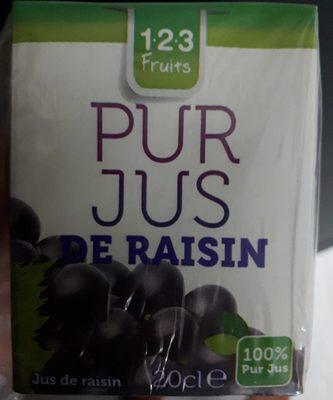 1·2·3
Fruits
PUR
JUS
DE RAISIN
100%
Pur Jus
Jus de raisin
20cl e